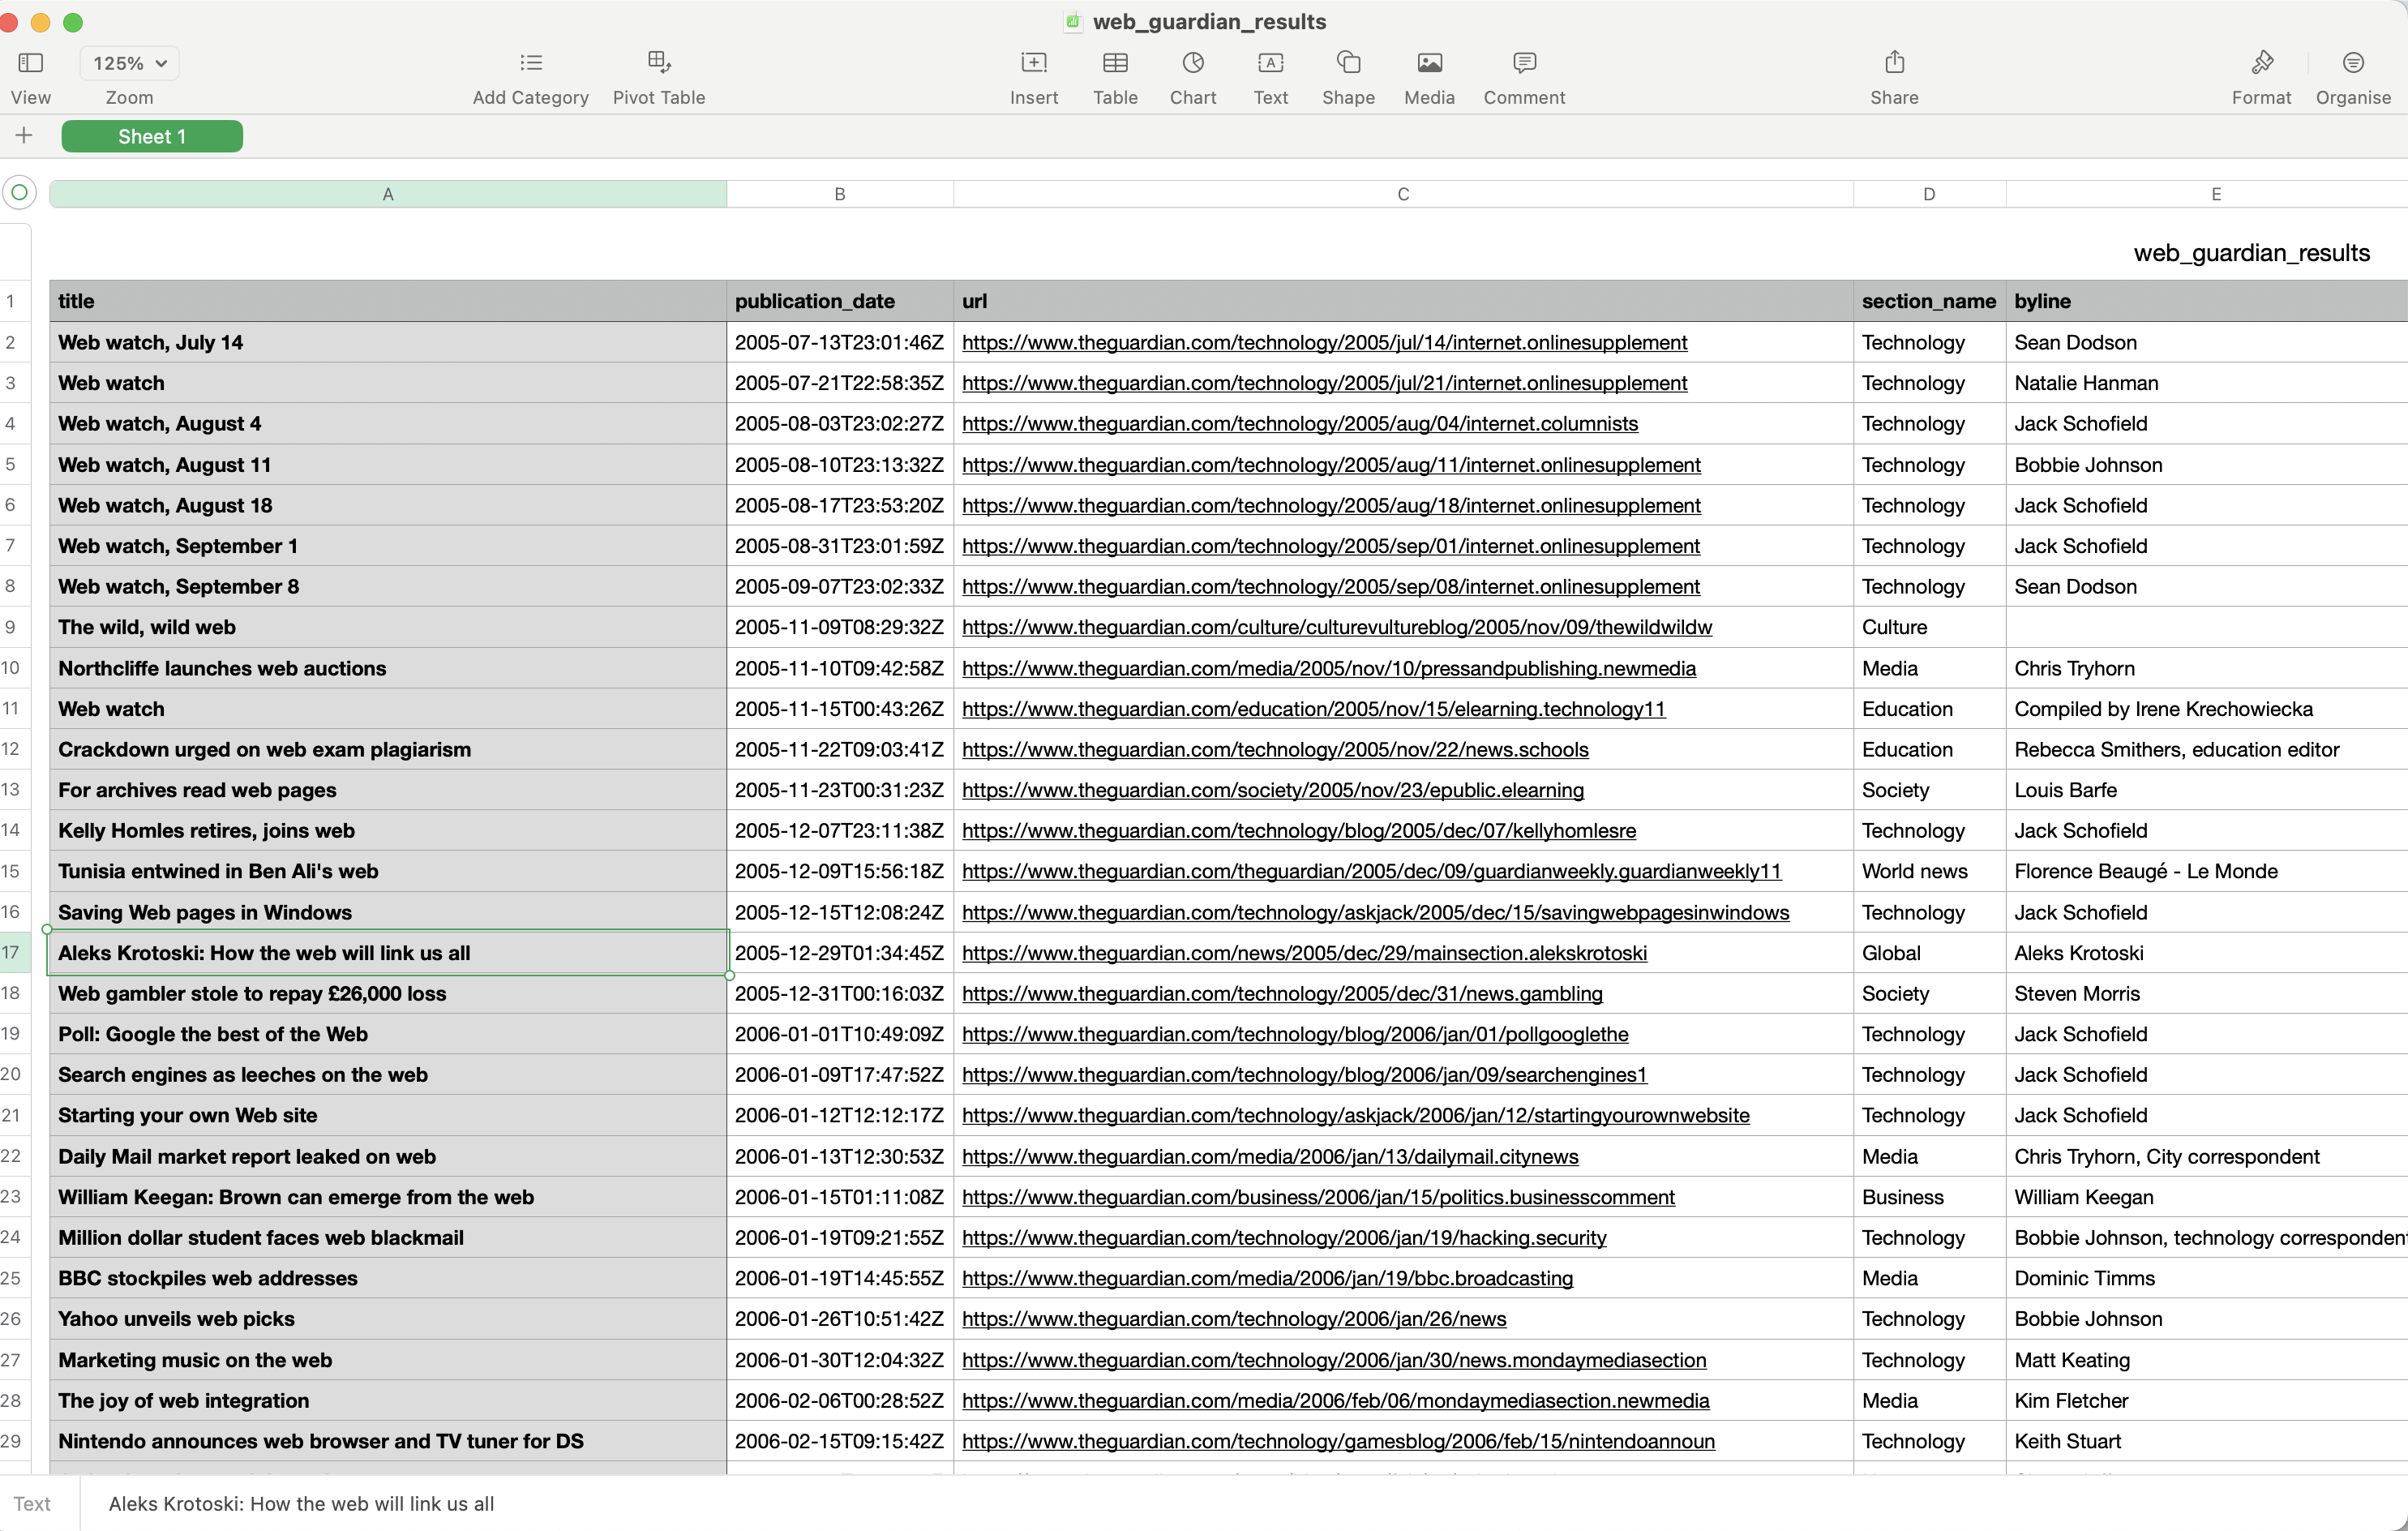 web_guardian_results
125%
View Zoom Add Category Pivot Table Insert Table Chart Text Shape Media Comment Share Format Organise
Sheet 1
A B C D E
web_guardian_results
1 title publication_date url section_name byline
2 Web watch, July 14 2005-07-13T23:01:46Z https://www.theguardian.com/technology/2005/jul/14/internet.onlinesupplement Technology Sean Dodson
3 Web watch 2005-07-21T22:58:35Z https://www.theguardian.com/technology/2005/jul/21/internet.onlinesupplement Technology Natalie Hanman
4 Web watch, August 4 2005-08-03T23:02:27Z https://www.theguardian.com/technology/2005/aug/04/internet.columnists Technology Jack Schofield
5 Web watch, August 11 2005-08-10T23:13:32Z https://www.theguardian.com/technology/2005/aug/11/internet.onlinesupplement Technology Bobbie Johnson
6 Web watch, August 18 2005-08-17T23:53:20Z https://www.theguardian.com/technology/2005/aug/18/internet.onlinesupplement Technology Jack Schofield
7 Web watch, September 1 2005-08-31T23:01:59Z https://www.theguardian.com/technology/2005/sep/01/internet.onlinesupplement Technology Jack Schofield
8 Web watch, September 8 2005-09-07T23:02:33Z https://www.theguardian.com/technology/2005/sep/08/internet.onlinesupplement Technology Sean Dodson
9 The wild, wild web 2005-11-09T08:29:32Z https://www.theguardian.com/culture/culturevultureblog/2005/nov/09/thewildwildw Culture
10 Northcliffe launches web auctions 2005-11-10T09:42:58Z https://www.theguardian.com/media/2005/nov/10/pressandpublishing.newmedia Media Chris Tryhorn
11 Web watch 2005-11-15T00:43:26Z https://www.theguardian.com/education/2005/nov/15/elearning.technology11 Education Compiled by Irene Krechowiecka
12 Crackdown urged on web exam plagiarism 2005-11-22T09:03:41Z https://www.theguardian.com/technology/2005/nov/22/news.schools Education Rebecca Smithers, education editor
13 For archives read web pages 2005-11-23T00:31:23Z https://www.theguardian.com/society/2005/nov/23/epublic.elearning Society Louis Barfe
14 Kelly Homles retires, joins web 2005-12-07T23:11:38Z https://www.theguardian.com/technology/blog/2005/dec/07/kellyhomlesre Technology Jack Schofield
15 Tunisia entwined in Ben Ali's web 2005-12-09T15:56:18Z https://www.theguardian.com/theguardian/2005/dec/09/guardianweekly.guardianweekly11 World news Florence Beaugé - Le Monde
16 Saving Web pages in Windows 2005-12-15T12:08:24Z https://www.theguardian.com/technology/askjack/2005/dec/15/savingwebpagesinwindows Technology Jack Schofield
17 Aleks Krotoski: How the web will link us all 2005-12-29T01:34:45Z https://www.theguardian.com/news/2005/dec/29/mainsection.alekskrotoski Global Aleks Krotoski
18 Web gambler stole to repay £26,000 loss 2005-12-31T00:16:03Z https://www.theguardian.com/technology/2005/dec/31/news.gambling Society Steven Morris
19 Poll: Google the best of the Web 2006-01-01T10:49:09Z https://www.theguardian.com/technology/blog/2006/jan/01/pollgooglethe Technology Jack Schofield
20 Search engines as leeches on the web 2006-01-09T17:47:52Z https://www.theguardian.com/technology/blog/2006/jan/09/searchengines1 Technology Jack Schofield
21 Starting your own Web site 2006-01-12T12:12:17Z https://www.theguardian.com/technology/askjack/2006/jan/12/startingyourownwebsite Technology Jack Schofield
22 Daily Mail market report leaked on web 2006-01-13T12:30:53Z https://www.theguardian.com/media/2006/jan/13/dailymail.citynews Media Chris Tryhorn, City correspondent
23 William Keegan: Brown can emerge from the web 2006-01-15T01:11:08Z https://www.theguardian.com/business/2006/jan/15/politics.businesscomment Business William Keegan
24 Million dollar student faces web blackmail 2006-01-19T09:21:55Z https://www.theguardian.com/technology/2006/jan/19/hacking.security Technology Bobbie Johnson, technology
25 BBC stockpiles web addresses 2006-01-19T14:45:55Z https://www.theguardian.com/media/2006/jan/19/bbc.broadcasting Media Dominic Timms
26 Yahoo unveils web picks 2006-01-26T10:51:42Z https://www.theguardian.com/technology/2006/jan/26/news Technology Bobbie Johnson
27 Marketing music on the web 2006-01-30T12:04:32Z https://www.theguardian.com/technology/2006/jan/30/news.mondaymediasection Technology Matt Keating
28 The joy of web integration 2006-02-06T00:28:52Z https://www.theguardian.com/media/2006/feb/06/mondaymediasection.newmedia Media Kim Fletcher
29 Nintendo announces web browser and TV tuner for DS 2006-02-15T09:15:42Z https://www.theguardian.com/technology/gamesblog/2006/feb/15/nintendoannoun Technology Keith Stuart
Text Aleks Krotoski: How the web will link us all